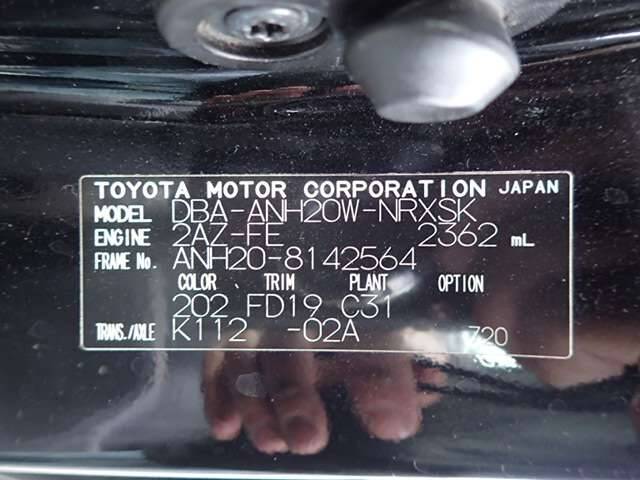 TOYOTA MOTOR CORPORATION JAPAN
MODEL DBA-ANH20W-NRXSK
ENGINE 2AZ-FE 2362 mL
FRAME No. ANH20-8142564
COLOR TRIM PLANT OPTION
202 FD19 C31
TRANS./AXLE K112 -02A 720